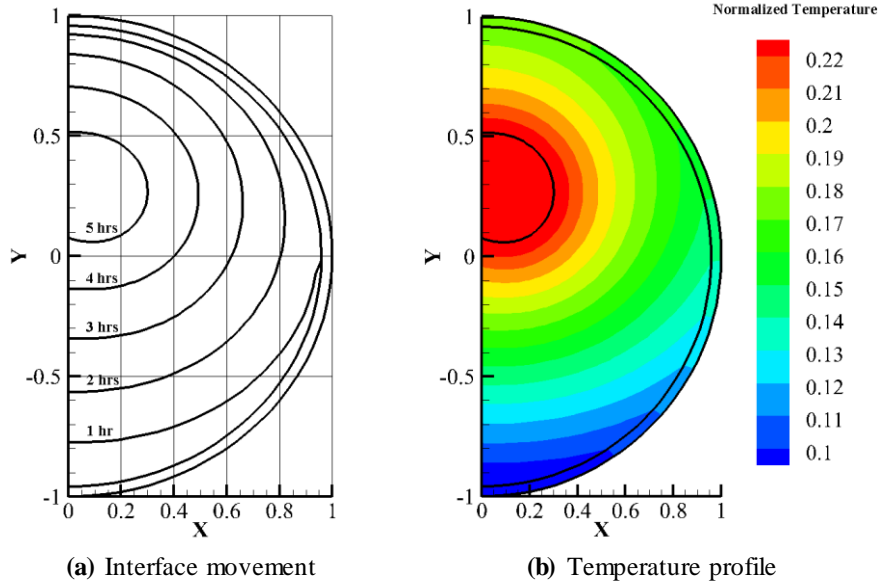 Normalized Temperature
1
0.5
0
-0.5
-1
Y
5 hrs
4 hrs
3 hrs
2 hrs
1 hr
0 0.2 0.4 0.6 0.8 1
X
1
0.5
0
-0.5
-1
Y
0 0.2 0.4 0.6 0.8 1
X
0.22
0.21
0.2
0.19
0.18
0.17
0.16
0.15
0.14
0.13
0.12
0.11
0.1
(a) Interface movement
(b) Temperature profile